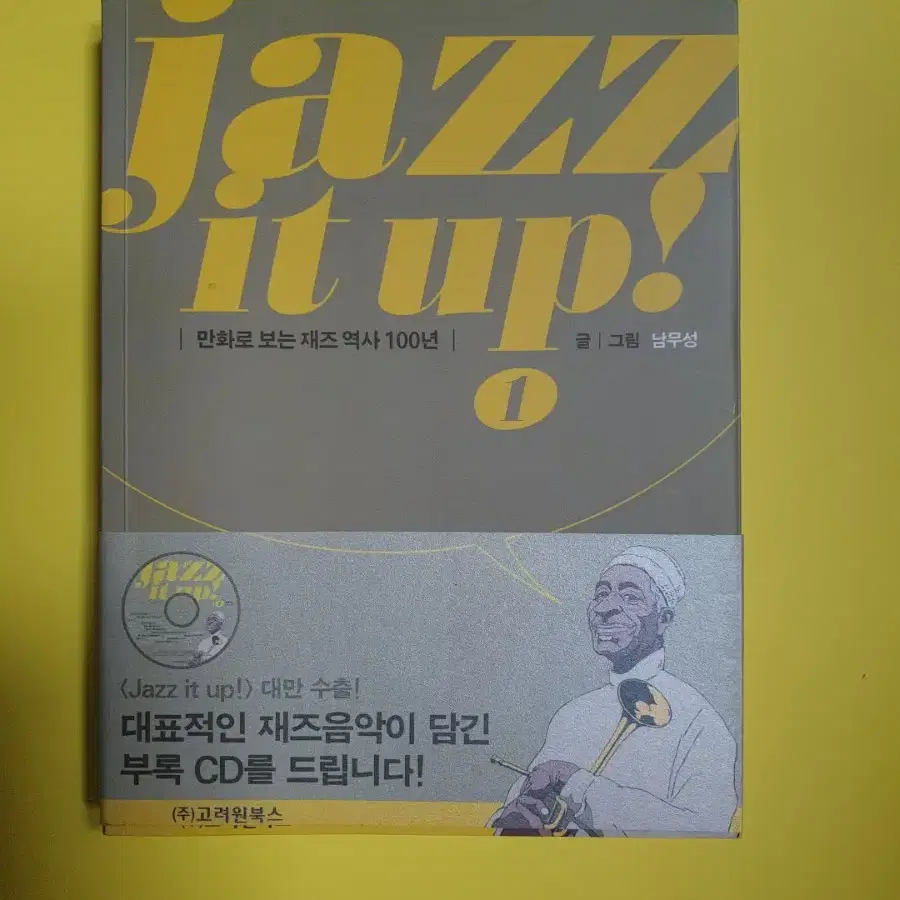 jazz
it up!
| 만화로 보는 재즈 역사 100년 |
글 | 그림 남무성
1
jazz
it up!
<Jazz it up!> 대만 수출!
대표적인 재즈음악이 담긴
부록 CD를 드립니다!
(주)고려원북스